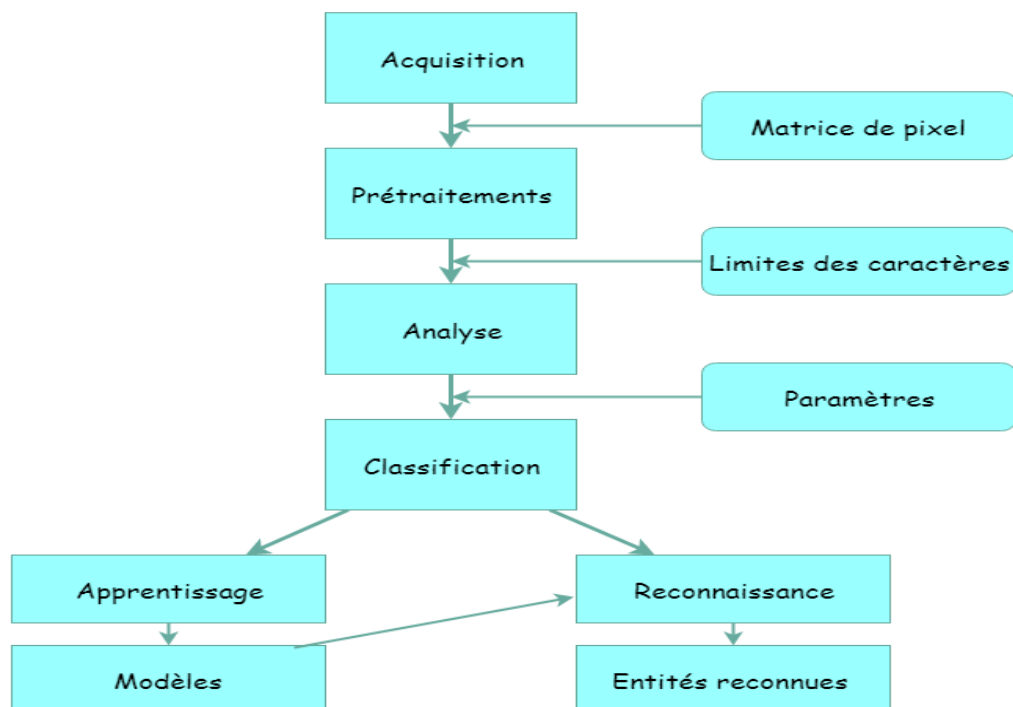 Acquisition
Matrice de pixel
Prétraitements
Limites des caractères
Analyse
Paramètres
Classification
Apprentissage
Reconnaissance
Modèles
Entités reconnues